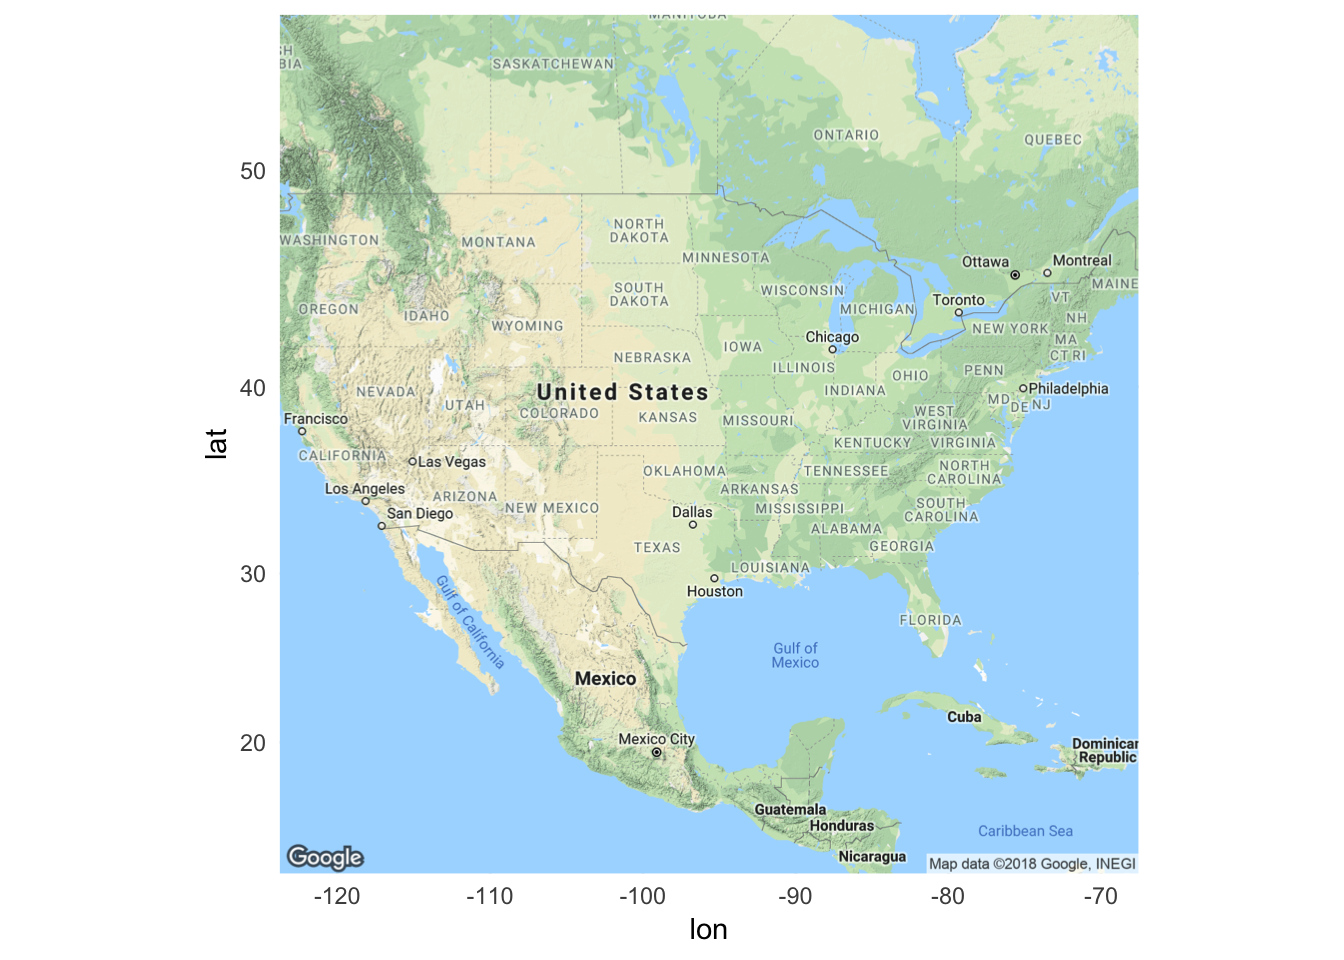 MANITOBA
GH
BIA
SASKATCHEWAN
ONTARIO
QUEBEC
50
NORTH
DAKOTA
WASHINGTON
MONTANA
MINNESOTA
Ottawa
Montreal
MAINE
SOUTH
DAKOTA
WISCONSIN
VT
OREGON
IDAHO
MICHIGAN
Toronto
NH
WYOMING
NEW YORK
Chicago
MA
IOWA
CT RI
NEBRASKA
ILLINOIS
OHIO
PENN
40
United States
NEVADA
INDIANA
Philadelphia
UTAH
MD
DE
NJ
COLORADO
KANSAS
MISSOURI
WEST
VIRGINIA
Francisco
KENTUCKY
VIRGINIA
lat
CALIFORNIA
Las Vegas
OKLAHOMA
TENNESSEE
NORTH
CAROLINA
Los Angeles
ARIZONA
ARKANSAS
NEW MEXICO
MISSISSIPPI
SOUTH
CAROLINA
San Diego
Dallas
ALABAMA
TEXAS
GEORGIA
30
LOUISIANA
Houston
Gulf of California
FLORIDA
Gulf of
Mexico
Mexico
Cuba
20
Mexico City
Dominican
Republic
Guatemala
Honduras
Caribbean Sea
Nicaragua
Google
Map data ©2018 Google, INEGI
-120
-110
-100
-90
-80
-70
lon